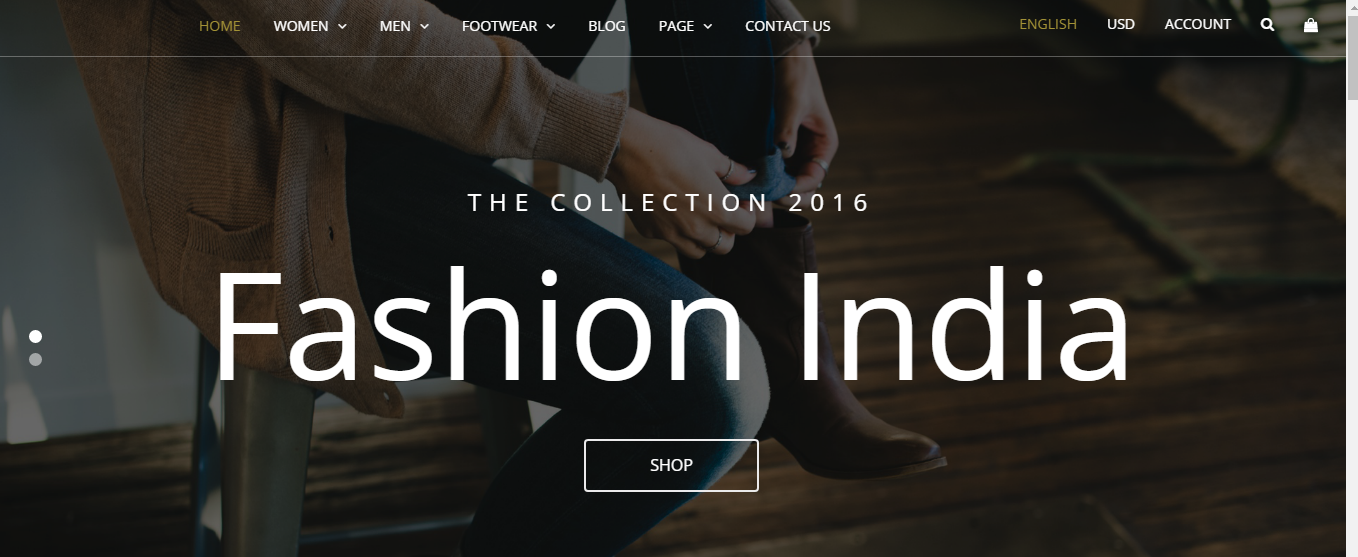 HOME WOMEN MEN FOOTWEAR BLOG PAGE CONTACT US ENGLISH USD ACCOUNT
THE COLLECTION 2016
Fashion India
SHOP